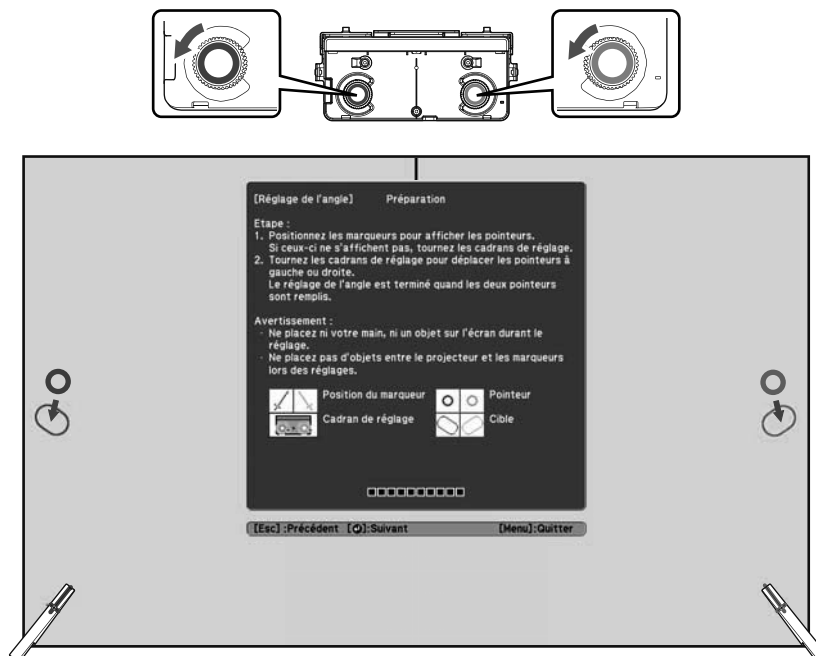 [Réglage de l'angle] Préparation
Etape :
1. Positionnez les marqueurs pour afficher les pointeurs.
Si ceux-ci ne s'affichent pas, tournez les cadrans de réglage.
2. Tournez les cadrans de réglage pour déplacer les pointeurs à
gauche ou droite.
Le réglage de l'angle est terminé quand les deux pointeurs
sont remplis.
Avertissement :
· Ne placez ni votre main, ni un objet sur l'écran durant le
réglage.
· Ne placez pas d'objets entre le projecteur et les marqueurs
lors des réglages.
Position du marqueur Pointeur
Cadran de réglage Cible
[Esc] :Précédent [⏎]:Suivant [Menu]:Quitter